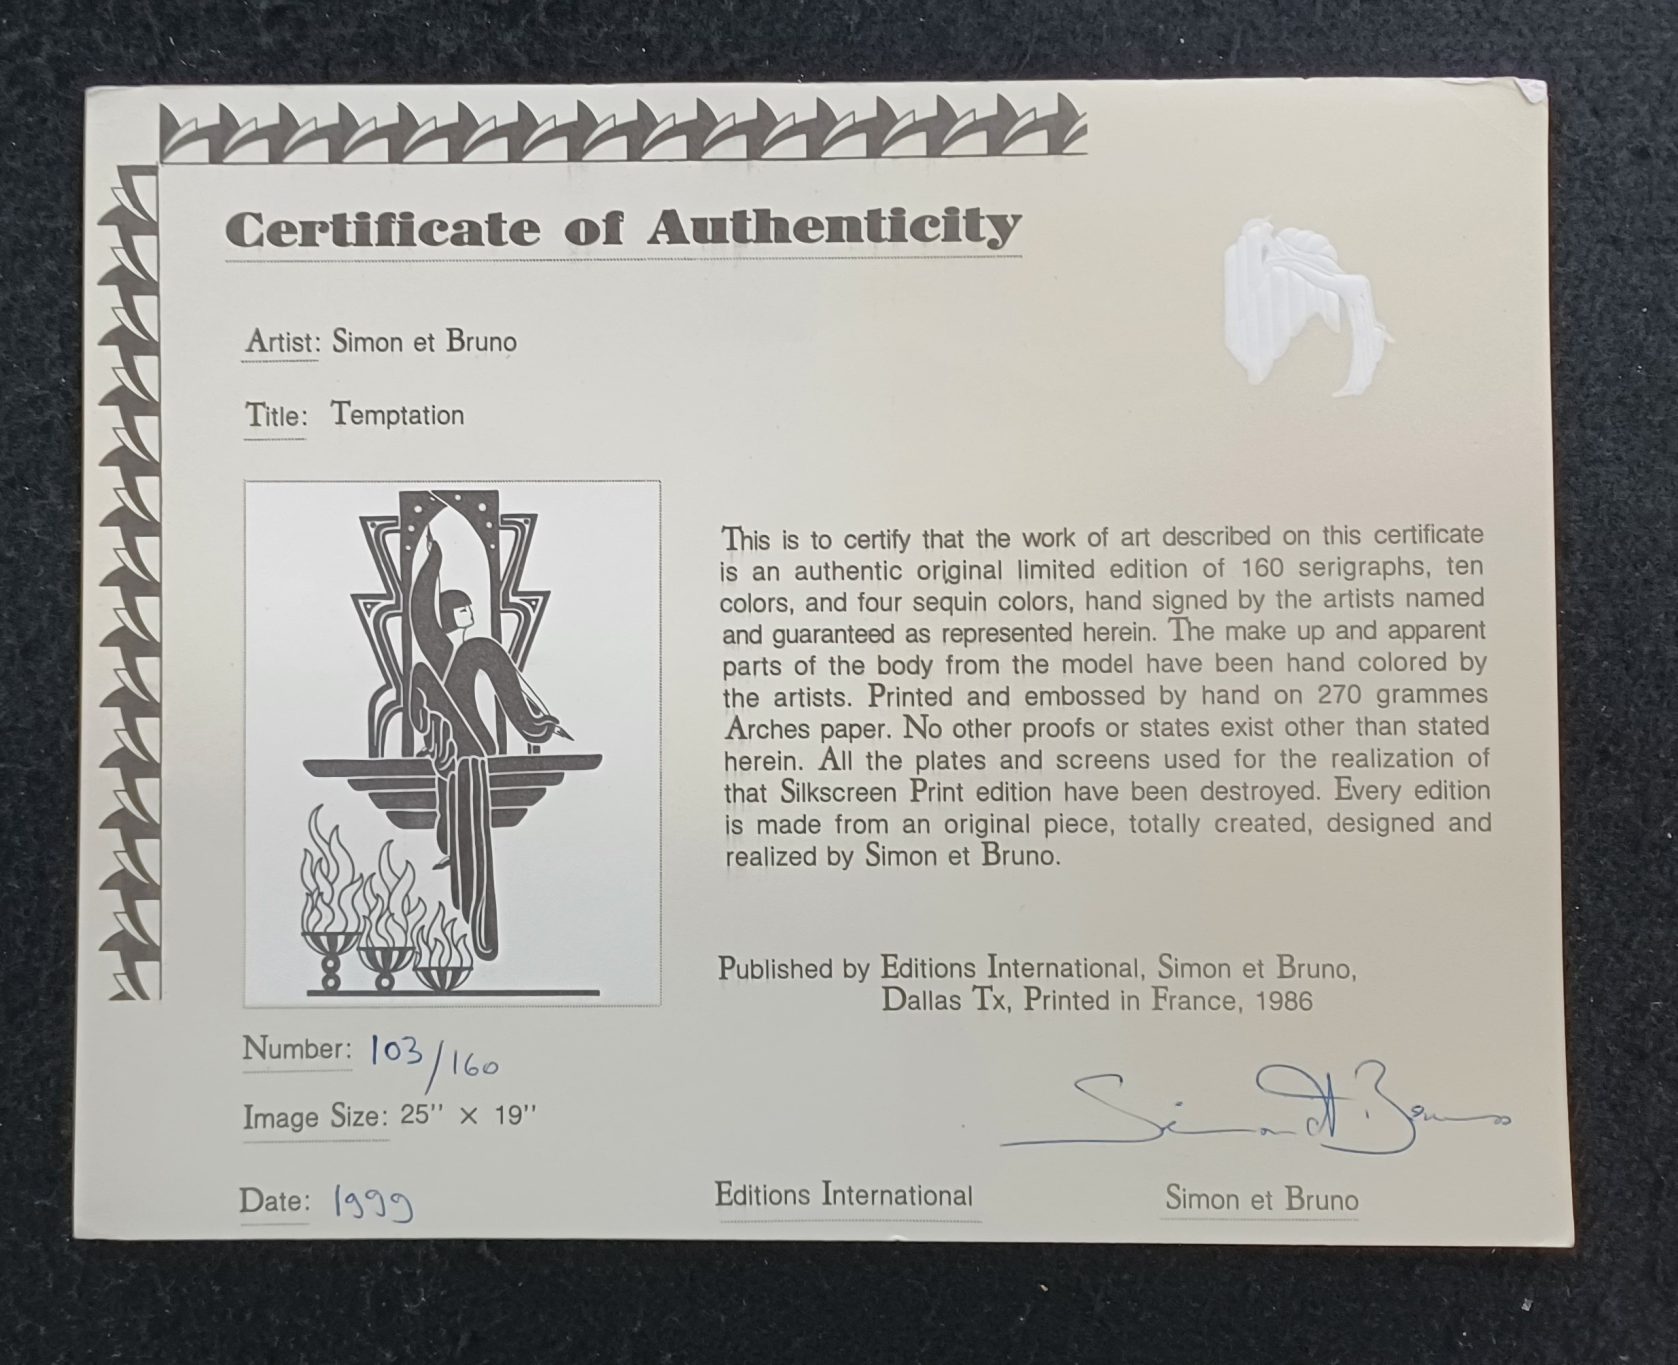 Certificate of Authenticity
Artist: Simon et Bruno
Title: Temptation
This is to certify that the work of art described on this certificate
is an authentic original limited edition of 160 serigraphs, ten
colors, and four sequin colors, hand signed by the artists named
and guaranteed as represented herein. The make up and apparent
parts of the body from the model have been hand colored by
the artists. Printed and embossed by hand on 270 grammes
Arches paper. No other proofs or states exist other than stated
herein. All the plates and screens used for the realization of
that Silkscreen Print edition have been destroyed. Every edition
is made from an original piece, totally created, designed and
realized by Simon et Bruno.
Published by Editions International, Simon et Bruno,
Dallas Tx, Printed in France, 1986
Number: 103/160
Image Size: 25'' × 19''
Date: 1999
Simon et Bruno
Editions International
Simon et Bruno